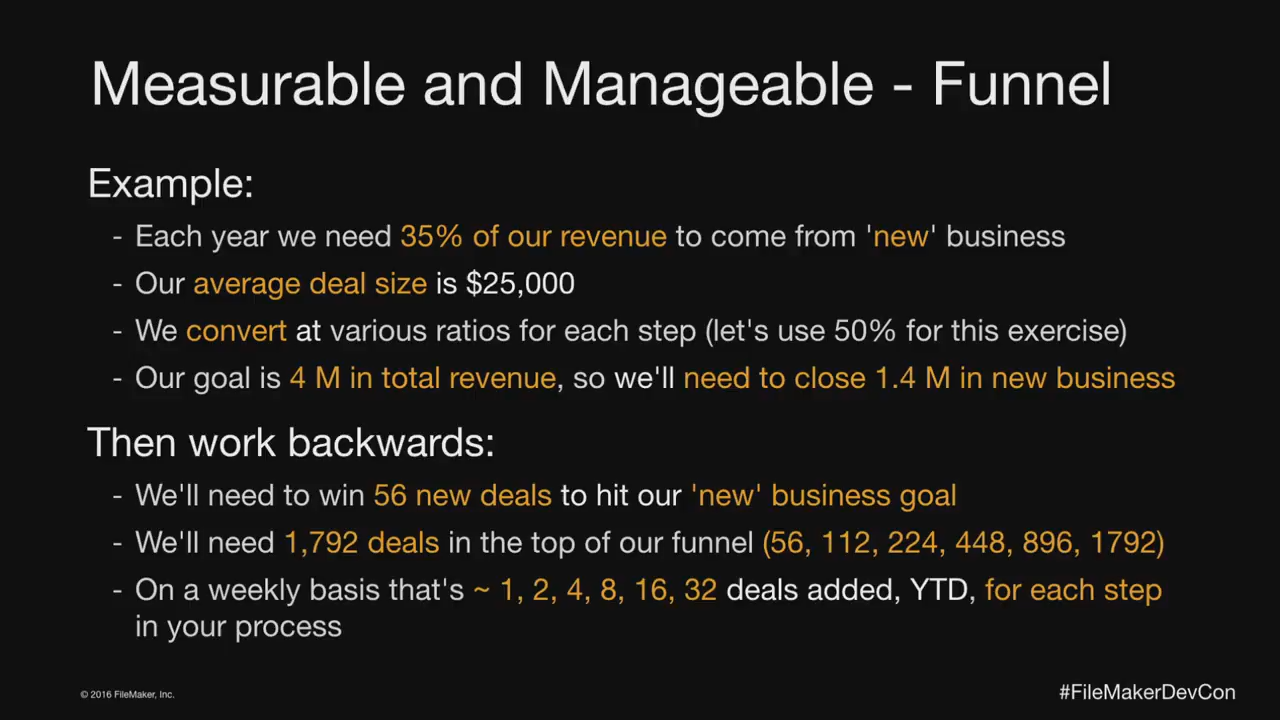 Measurable and Manageable - Funnel
Example:
- Each year we need 35% of our revenue to come from 'new' business
- Our average deal size is $25,000
- We convert at various ratios for each step (let's use 50% for this exercise)
- Our goal is 4 M in total revenue, so we'll need to close 1.4 M in new business
Then work backwards:
- We'll need to win 56 new deals to hit our 'new' business goal
- We'll need 1,792 deals in the top of our funnel (56, 112, 224, 448, 896, 1792)
- On a weekly basis that's ~ 1, 2, 4, 8, 16, 32 deals added, YTD, for each step
in your process
© 2016 FileMaker, Inc.
#FileMakerDevCon